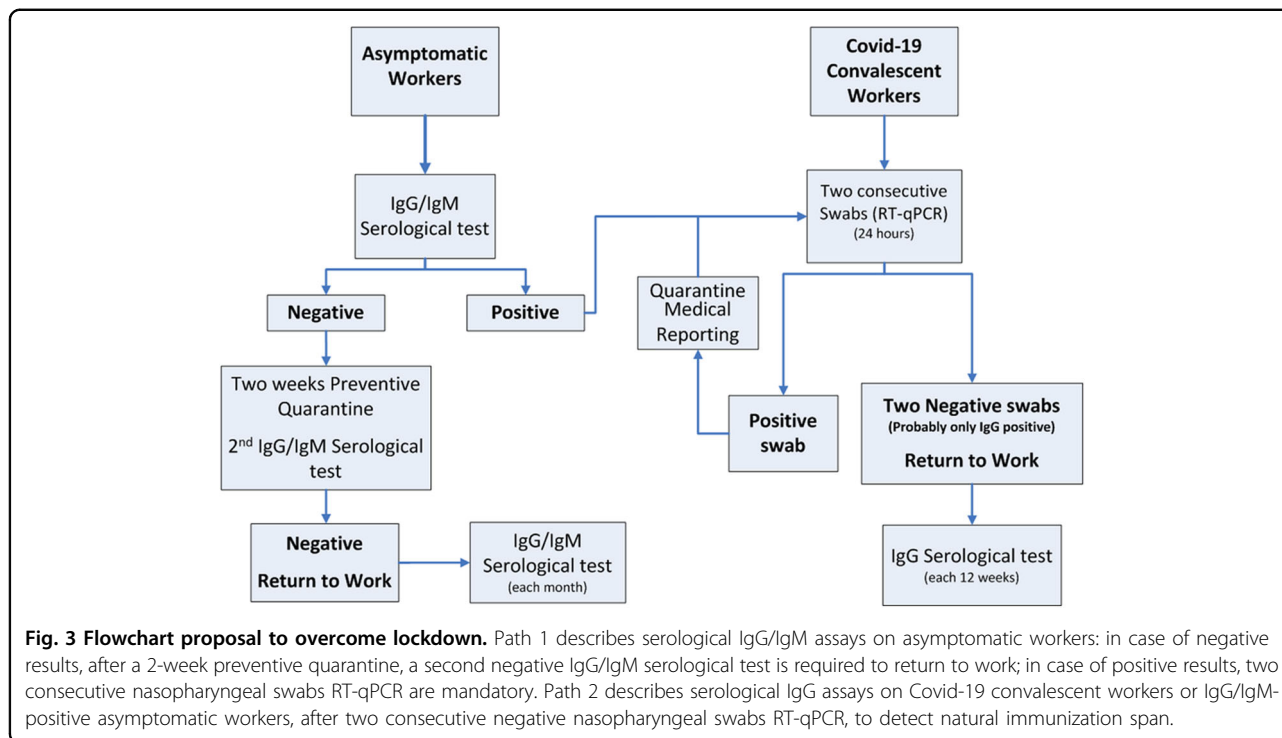 Asymptomatic
Workers
IgG/IgM
Serological test
Negative
Positive
Two weeks Preventive
Quarantine
2nd IgG/IgM Serological
test
Negative
Return to Work
IgG/IgM
Serological test
(each month)
Covid-19
Convalescent
Workers
Two consecutive
Swabs (RT-qPCR)
(24 hours)
Quarantine
Medical
Reporting
Positive
swab
Two Negative swabs
(Probably only IgG positive)
Return to Work
IgG Serological test
(each 12 weeks)
Fig. 3 Flowchart proposal to overcome lockdown. Path 1 describes serological IgG/IgM assays on asymptomatic workers: in case of negative
results, after a 2-week preventive quarantine, a second negative IgG/IgM serological test is required to return to work; in case of positive results, two
consecutive nasopharyngeal swabs RT-qPCR are mandatory. Path 2 describes serological IgG assays on Covid-19 convalescent workers or IgG/IgM-
positive asymptomatic workers, after two consecutive negative nasopharyngeal swabs RT-qPCR, to detect natural immunization span.